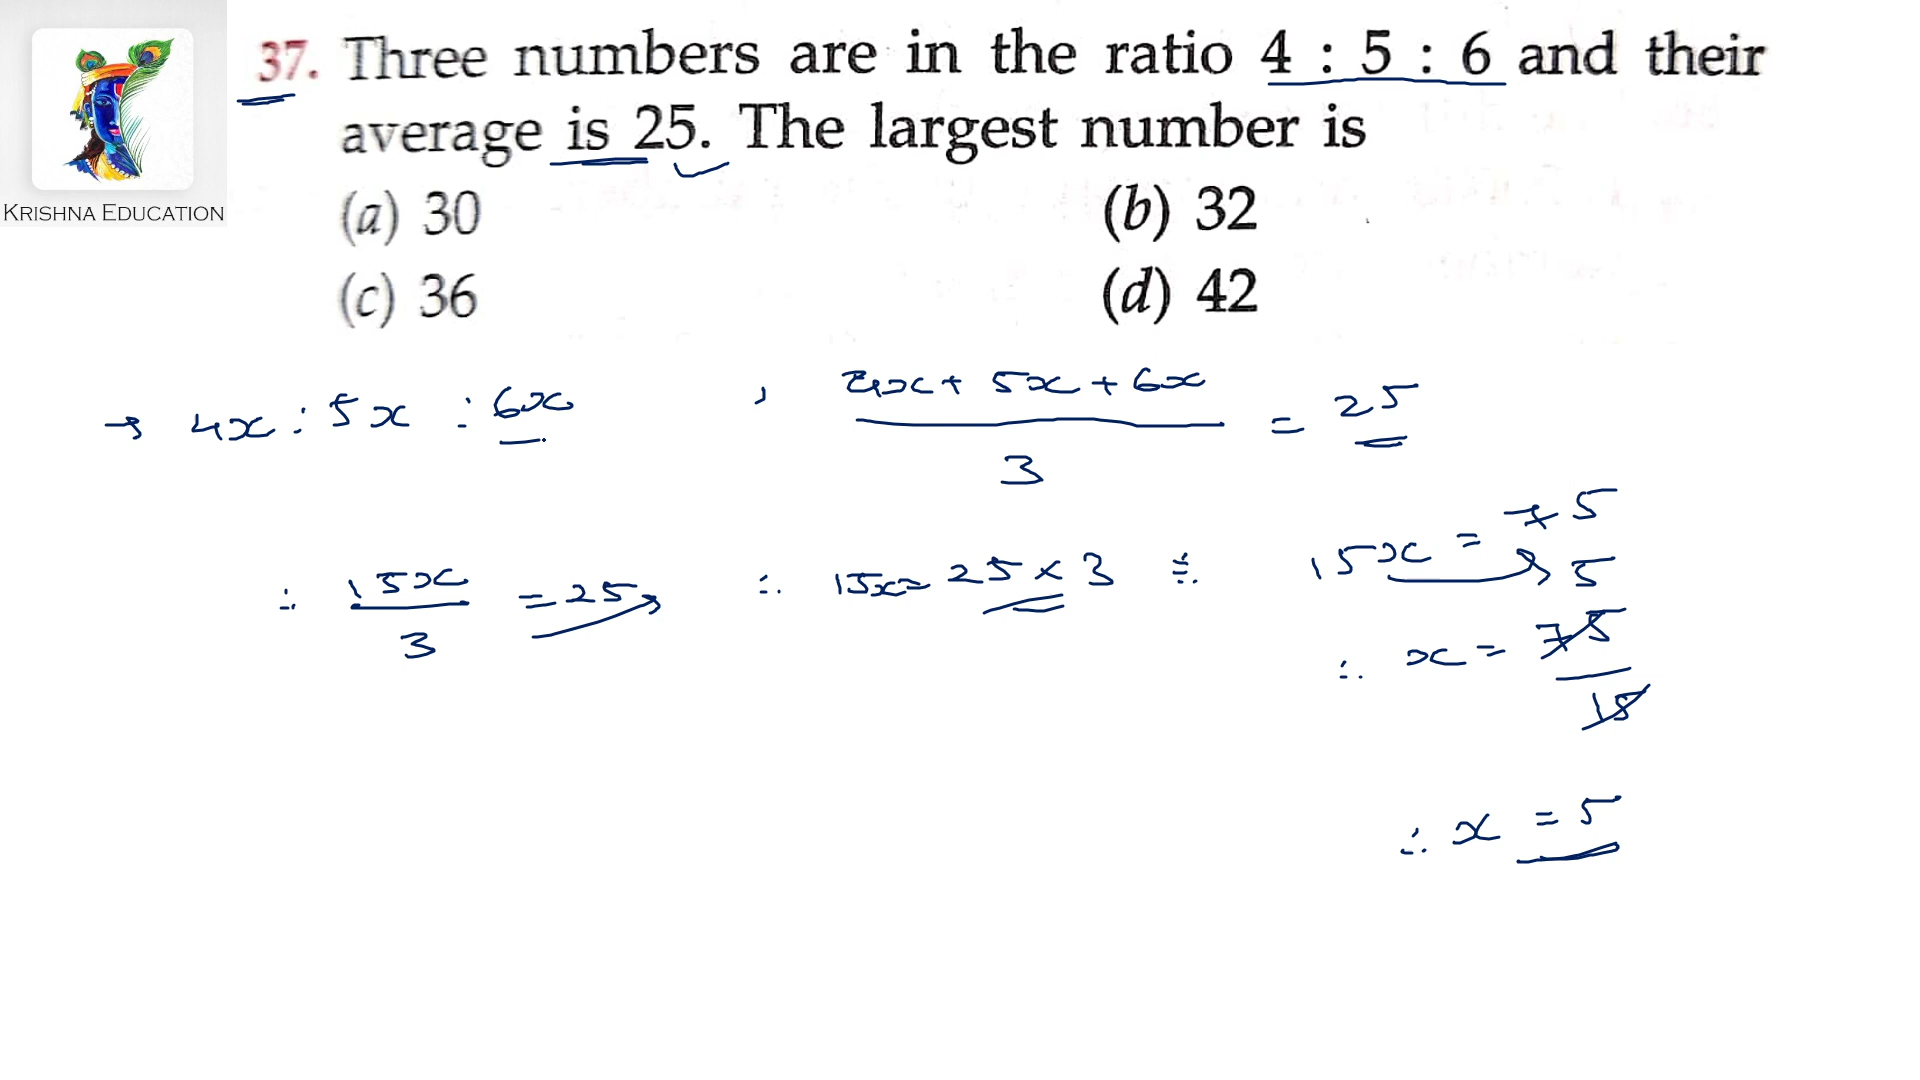 37. Three numbers are in the ratio 4 : 5 : 6 and their
average is 25. The largest number is
(a) 30 (b) 32
(c) 36 (d) 42
KRISHNA EDUCATION
→ 4x : 5x : 6x , (4x + 5x + 6x)/3 = 25
∴ 15x/3 = 25 ∴ 15x = 25 × 3 ∴ 15x = 75
5
∴ x = 75/15
∴ x = 5